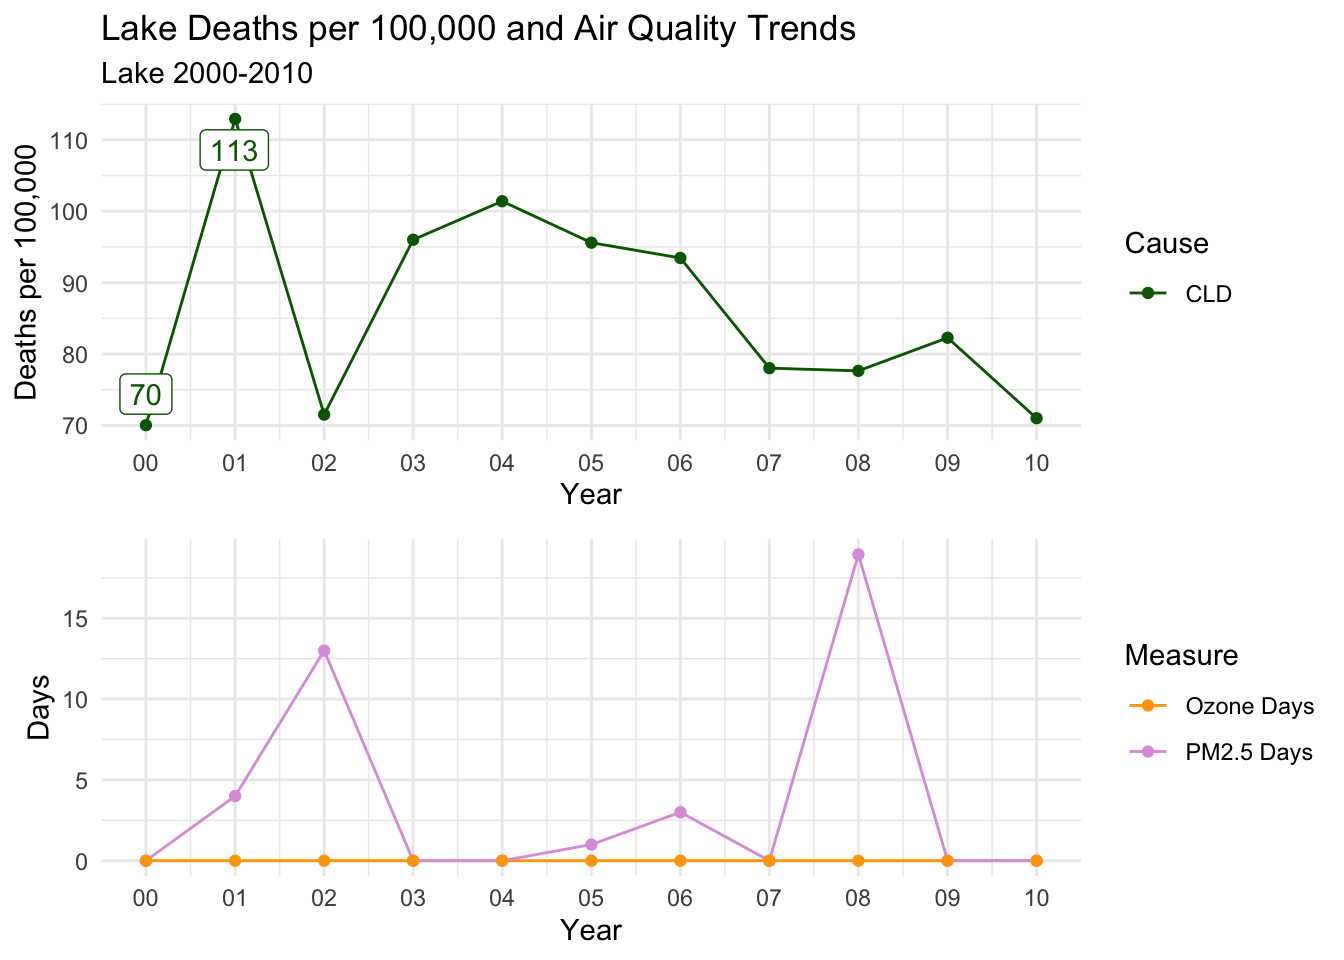 Lake Deaths per 100,000 and Air Quality Trends
Lake 2000-2010
Deaths per 100,000
110
100
90
80
70
113
70
00 01 02 03 04 05 06 07 08 09 10
Year
Cause
CLD
Days
15
10
5
0
00 01 02 03 04 05 06 07 08 09 10
Year
Measure
Ozone Days
PM2.5 Days